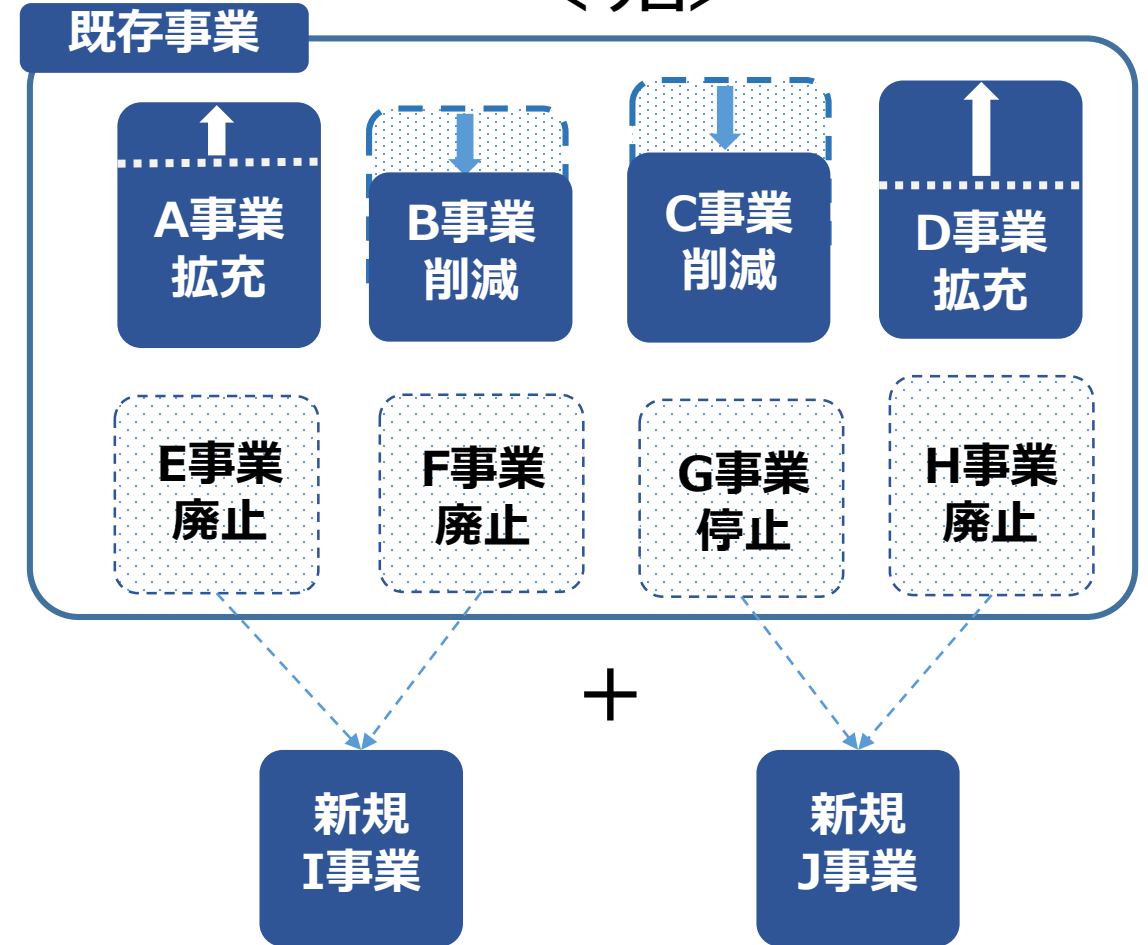 既存事業
A事業
拡充
B事業
削減
C事業
削減
D事業
拡充
E事業
廃止
F事業
廃止
G事業
停止
H事業
廃止
＋
新規
I事業
新規
J事業